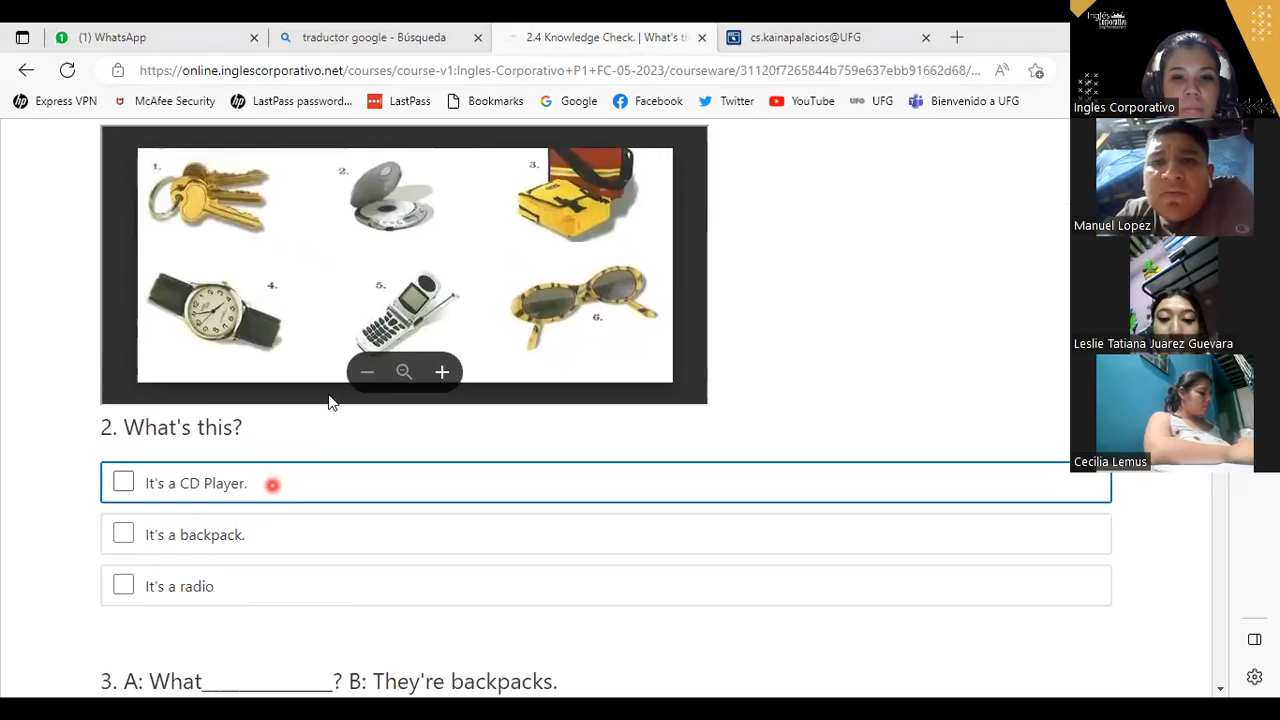 (1) WhatsApp
traductor google - Búsqueda
2.4 Knowledge Check. | What's th
cs.kainapalacios@UFG
https://online.inglescorporativo.net/courses/course-v1:Ingles-Corporativo+P1+FC-05-2023/courseware/31120f7265844b759e637ebb91662d68/...
Express VPN
McAfee Security
LastPass password...
LastPass
Bookmarks
Google
Facebook
Twitter
YouTube
UFG
Bienvenido a UFG
Inglés
Corporativo
Ingles Corporativo
Manuel Lopez
Leslie Tatiana Juarez Guevara
Cecilia Lemus
1.
2.
3.
4.
5.
6.
2. What's this?
It's a CD Player.
It's a backpack.
It's a radio
3. A: What______________? B: They're backpacks.